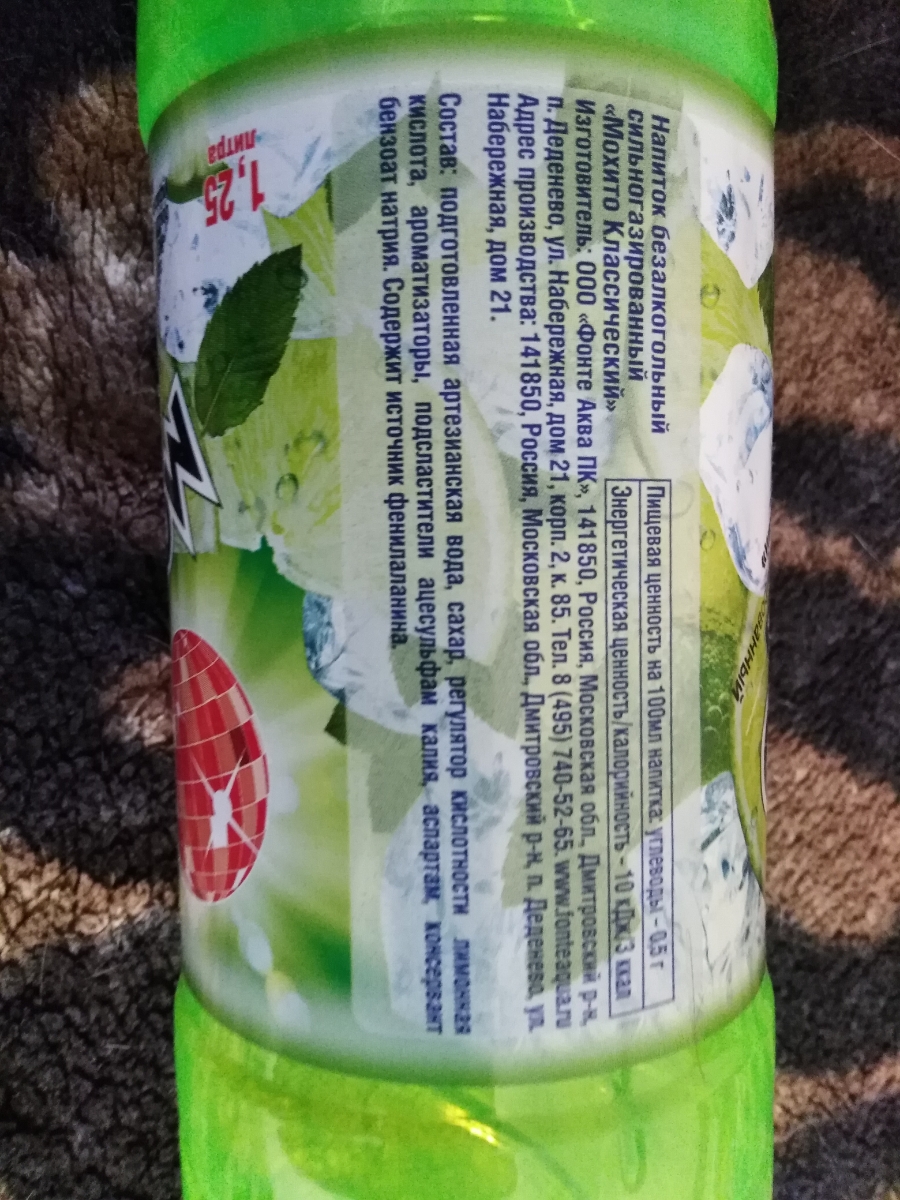 Напиток безалкогольный
сильногазированный
«Мохито Классический»
Пищевая ценность на 100мл напитка: углеводы - 0,5 г
Энергетическая ценность/калорийность - 10 кДж/3 ккал
Изготовитель: ООО «Фонте Аква ПК», 141850, Россия, Московская обл., Дмитровский р-н,
п. Деденево, ул. Набережная, дом 21, корп. 2, к. 85. Тел. 8 (495) 740-52-65. www.fonteaqua.ru
Адрес производства: 141850, Россия, Московская обл., Дмитровский р-н, п. Деденево, ул.
Набережная, дом 21.
Состав: подготовленная артезианская вода, сахар, регулятор кислотности лимонная
кислота, ароматизаторы, подсластители ацесульфам калия, аспартам, консервант
бензоат натрия. Содержит источник фенилаланина.
1,25
литра